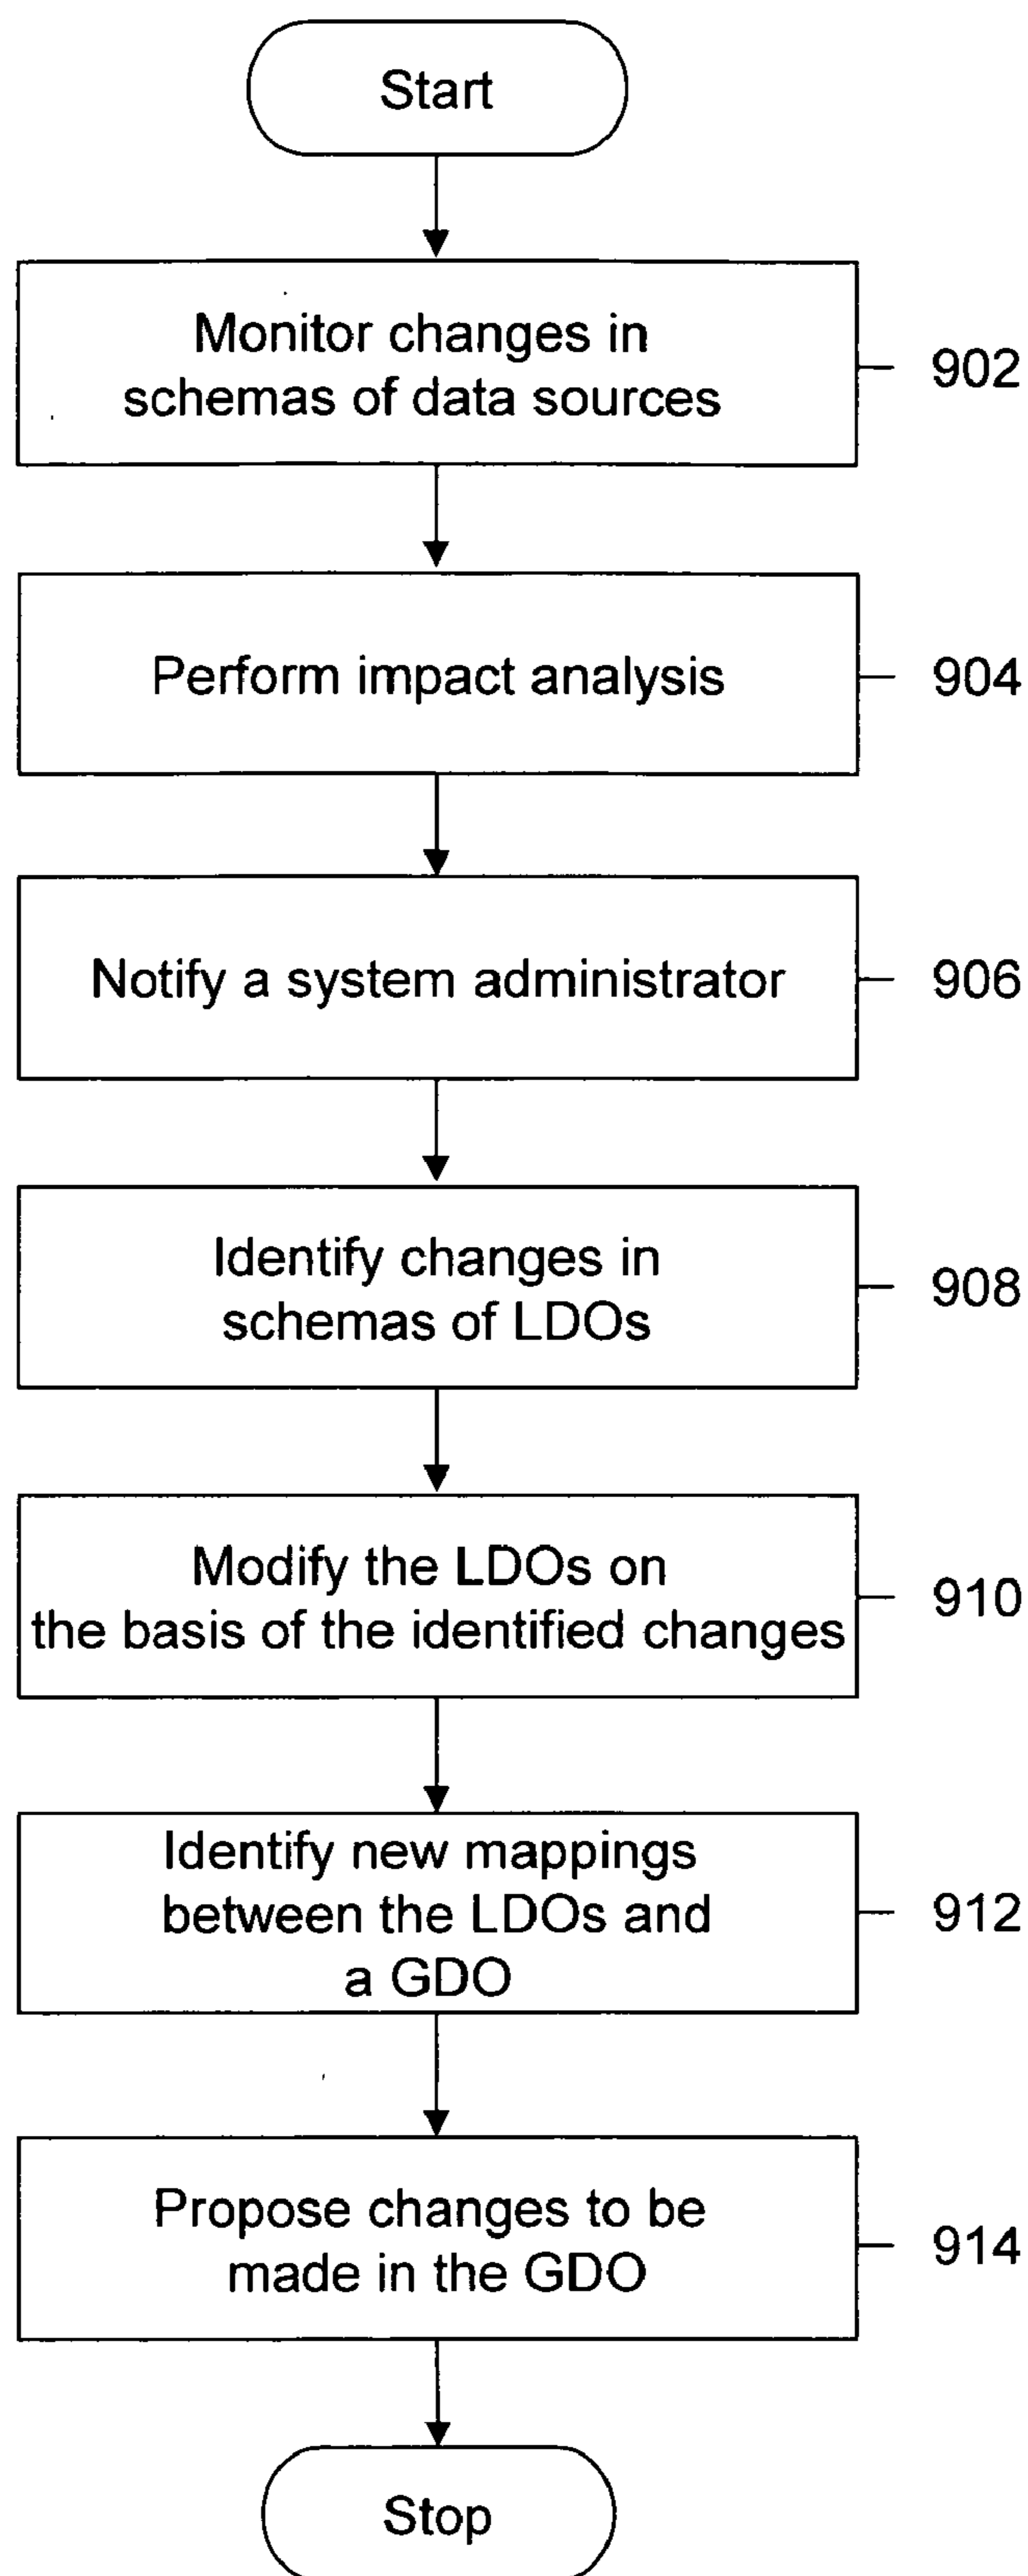 Start
Monitor changes in
schemas of data sources
902
Perform impact analysis
904
Notify a system administrator
906
Identify changes in
schemas of LDOs
908
Modify the LDOs on
the basis of the identified changes
910
Identify new mappings
between the LDOs and
a GDO
912
Propose changes to be
made in the GDO
914
Stop